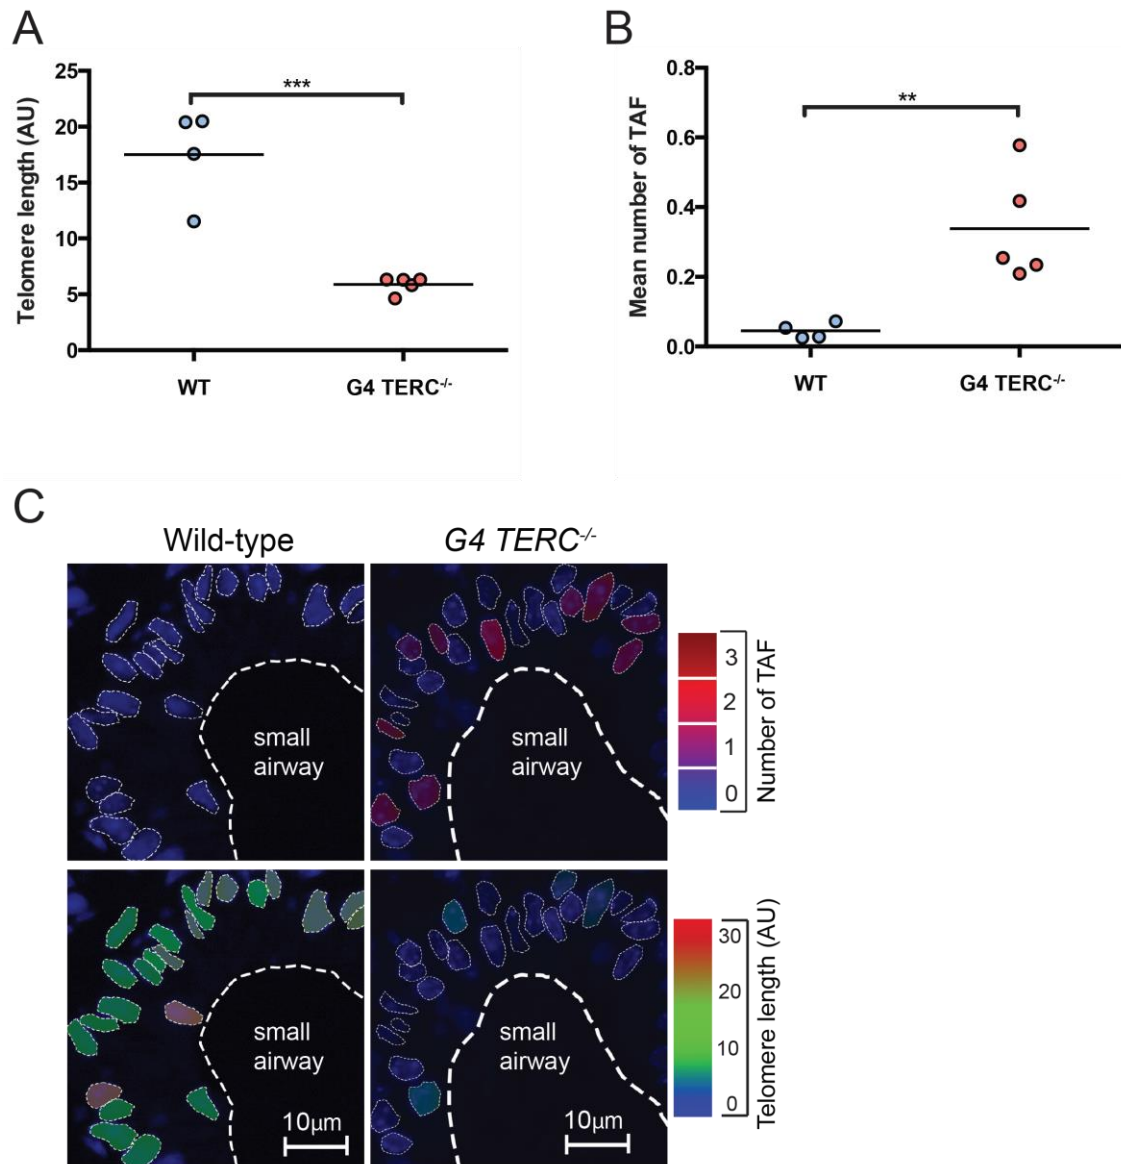 A
Telomere length (AU)
25
20
15
10
5
0
***
WT
G4 TERC-/-
B
Mean number of TAF
0.8
0.6
0.4
0.2
0.0
**
WT
G4 TERC-/-
C
Wild-type
G4 TERC-/-
small
airway
small
airway
3
2
1
0
Number of TAF
small
airway
10µm
small
airway
10µm
30
20
10
0
Telomere length (AU)